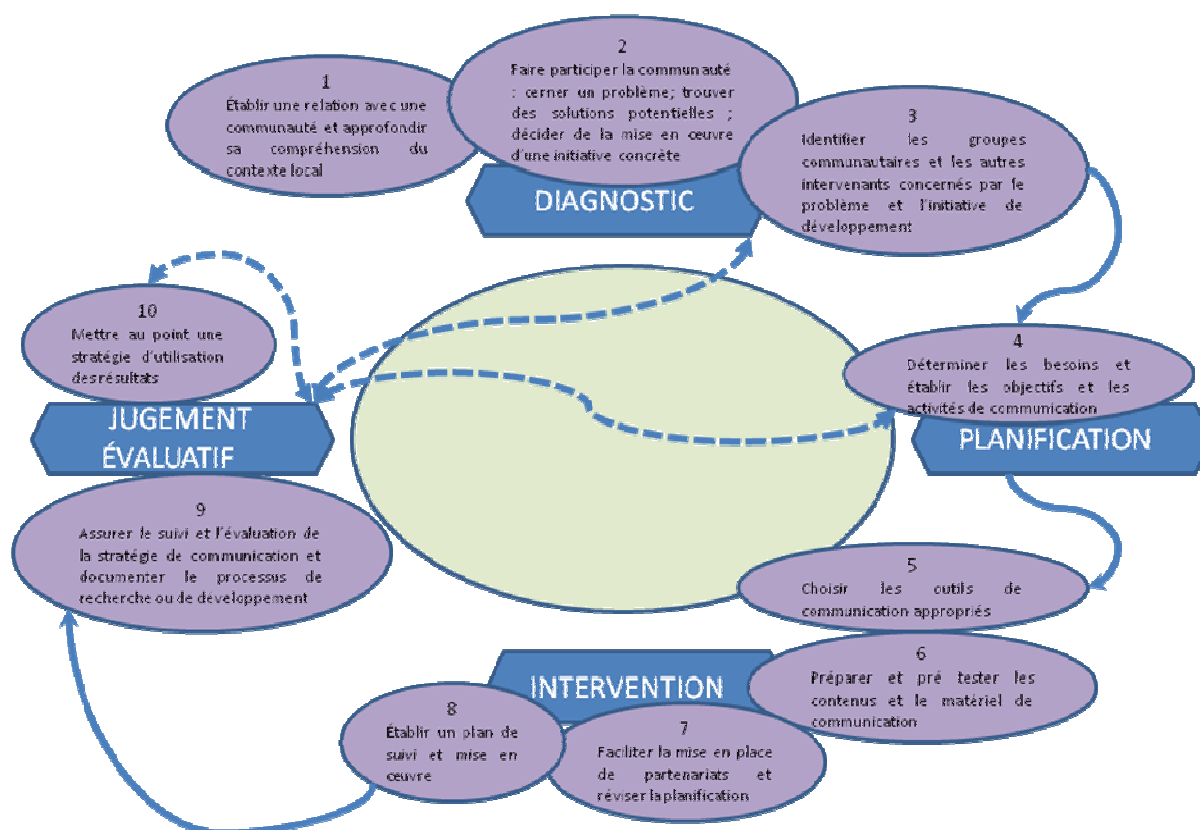 1
Établir une relation avec une
communauté et approfondir
sa compréhension du
contexte local
2
Faire participer la communauté
: cerner un problème; trouver
des solutions potentielles ;
décider de la mise en œuvre
d'une initiative concrète
3
Identifier les groupes
communautaires et les autres
intervenants concernés par le
problème et l'initiative de
développement
DIAGNOSTIC
4
Déterminer les besoins et
établir les objectifs et les
activités de communication
PLANIFICATION
5
Choisir les outils de
communication appropriés
6
Préparer et pré tester les
contenus et le matériel de
communication
INTERVENTION
7
Faciliter la mise en place
de partenariats et
réviser la planification
8
Établir un plan de
suivi et mise en
œuvre
9
Assurer le suivi et l'évaluation de
la stratégie de communication et
documenter le processus de
recherche ou de développement
JUGEMENT
ÉVALUATIF
10
Mettre au point une
stratégie d'utilisation
des résultats